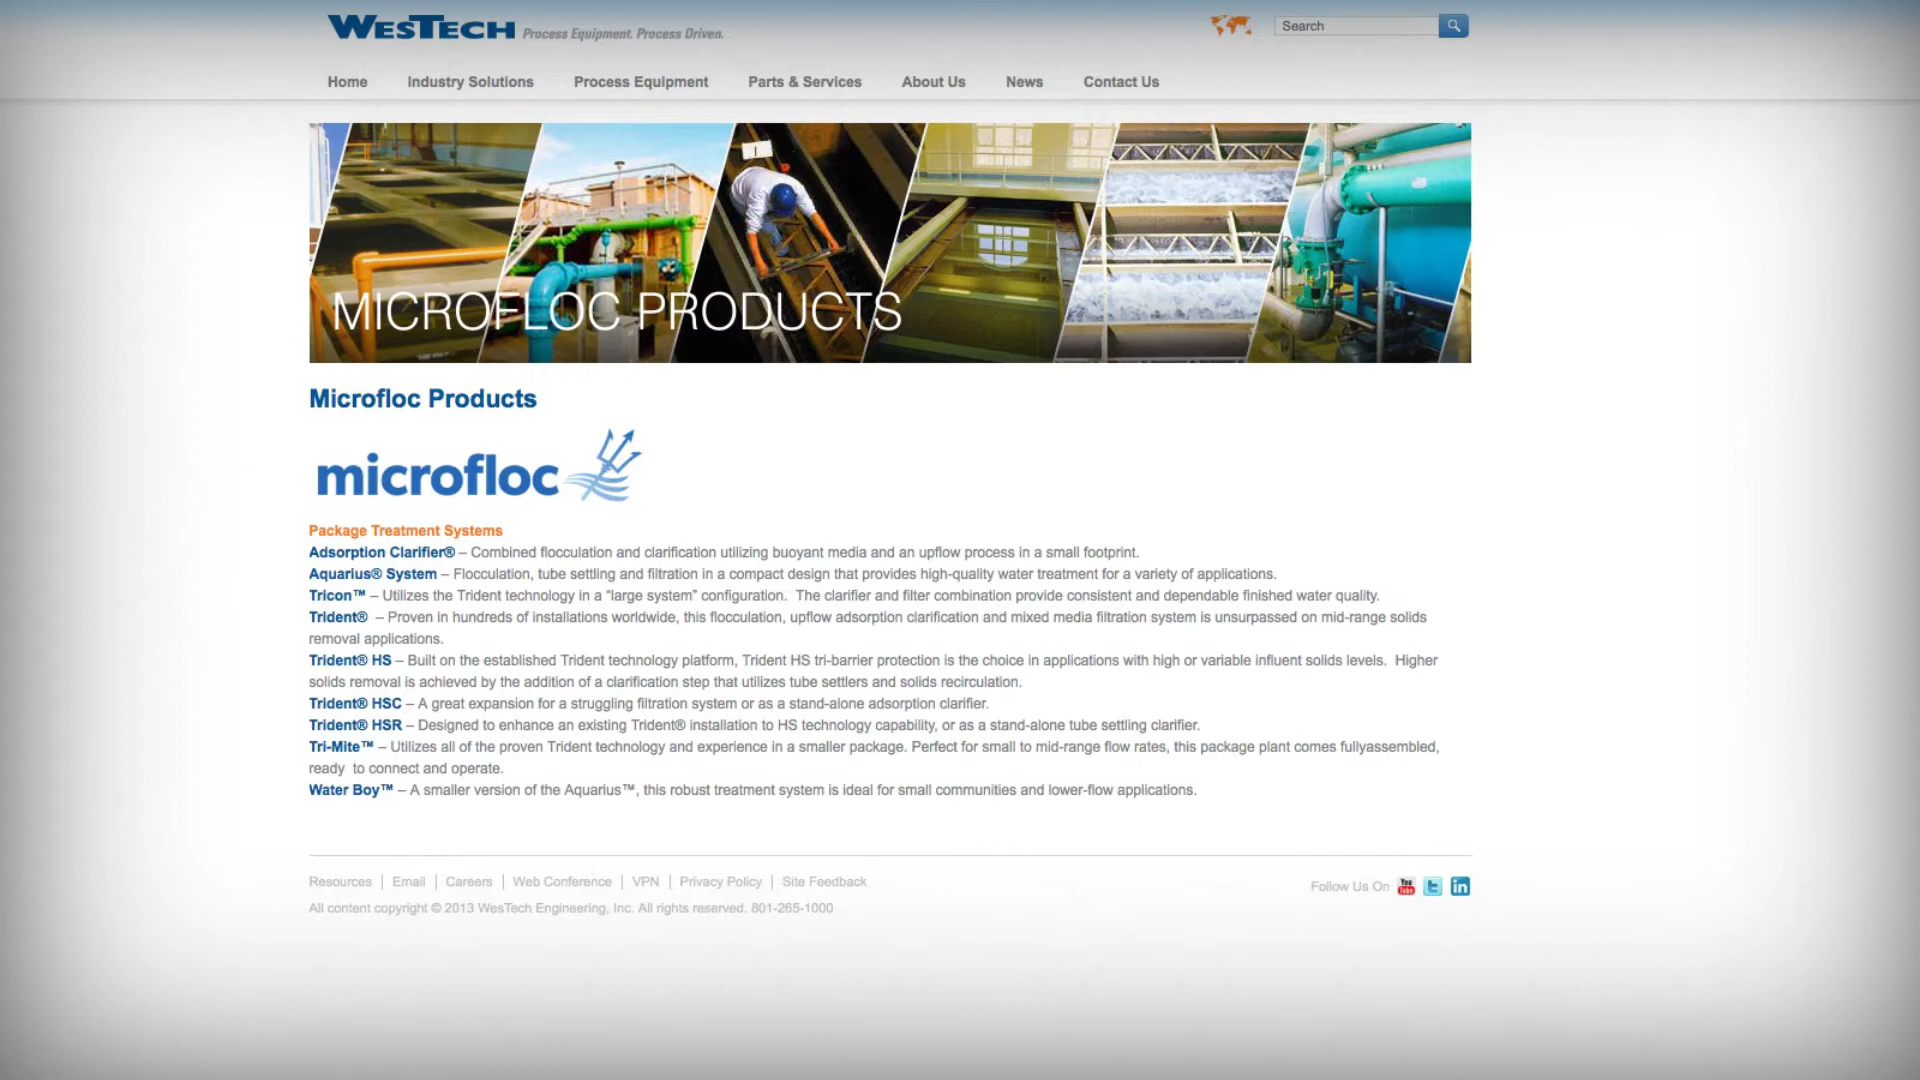 WESTECH Process Equipment. Process Driven.
Search
Home Industry Solutions Process Equipment Parts & Services About Us News Contact Us
MICROFLOC PRODUCTS
Microfloc Products
microfloc
Package Treatment Systems
Adsorption Clarifier® – Combined flocculation and clarification utilizing buoyant media and an upflow process in a small footprint.
Aquarius® System – Flocculation, tube settling and filtration in a compact design that provides high-quality water treatment for a variety of applications.
Tricon™ – Utilizes the Trident technology in a “large system” configuration. The clarifier and filter combination provide consistent and dependable finished water quality.
Trident® – Proven in hundreds of installations worldwide, this flocculation, upflow adsorption clarification and mixed media filtration system is unsurpassed on mid-range solids
removal applications.
Trident® HS – Built on the established Trident technology platform, Trident HS tri-barrier protection is the choice in applications with high or variable influent solids levels. Higher
solids removal is achieved by the addition of a clarification step that utilizes tube settlers and solids recirculation.
Trident® HSC – A great expansion for a struggling filtration system or as a stand-alone adsorption clarifier.
Trident® HSR – Designed to enhance an existing Trident® installation to HS technology capability, or as a stand-alone tube settling clarifier.
Tri-Mite™ – Utilizes all of the proven Trident technology and experience in a smaller package. Perfect for small to mid-range flow rates, this package plant comes fullyassembled,
ready to connect and operate.
Water Boy™ – A smaller version of the Aquarius™, this robust treatment system is ideal for small communities and lower-flow applications.
Resources | Email | Careers | Web Conference | VPN | Privacy Policy | Site Feedback
Follow Us On You Tube t in
All content copyright © 2013 WesTech Engineering, Inc. All rights reserved. 801-265-1000